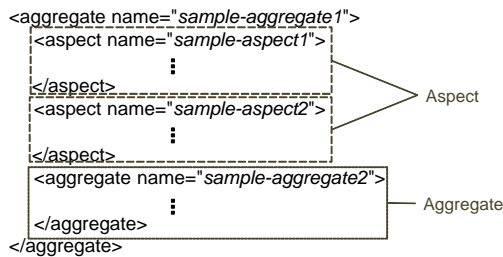 <aggregate name="sample-aggregate1">
<aspect name="sample-aspect1">
⋮
</aspect>
<aspect name="sample-aspect2">
⋮
</aspect>
Aspect
<aggregate name="sample-aggregate2">
⋮
</aggregate>
Aggregate
</aggregate>